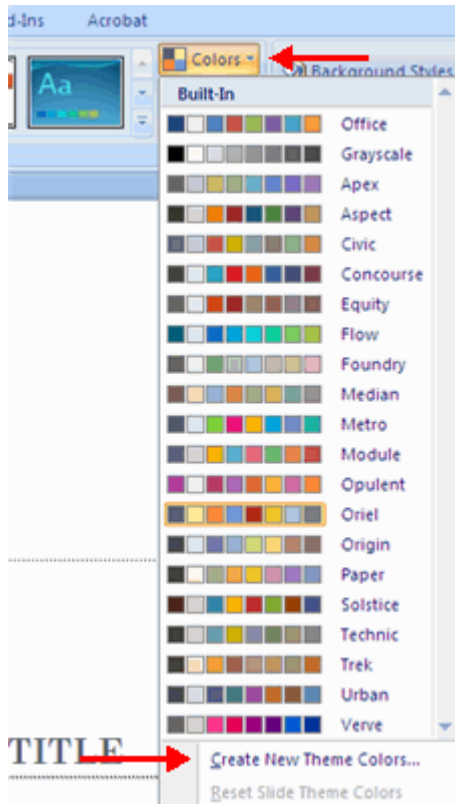 d-Ins Acrobat
Aa
Colors
Background Styles
Built-In
Office
Grayscale
Apex
Aspect
Civic
Concourse
Equity
Flow
Foundry
Median
Metro
Module
Opulent
Oriel
Origin
Paper
Solstice
Technic
Trek
Urban
Verve
TITLE
Create New Theme Colors...
Reset Slide Theme Colors